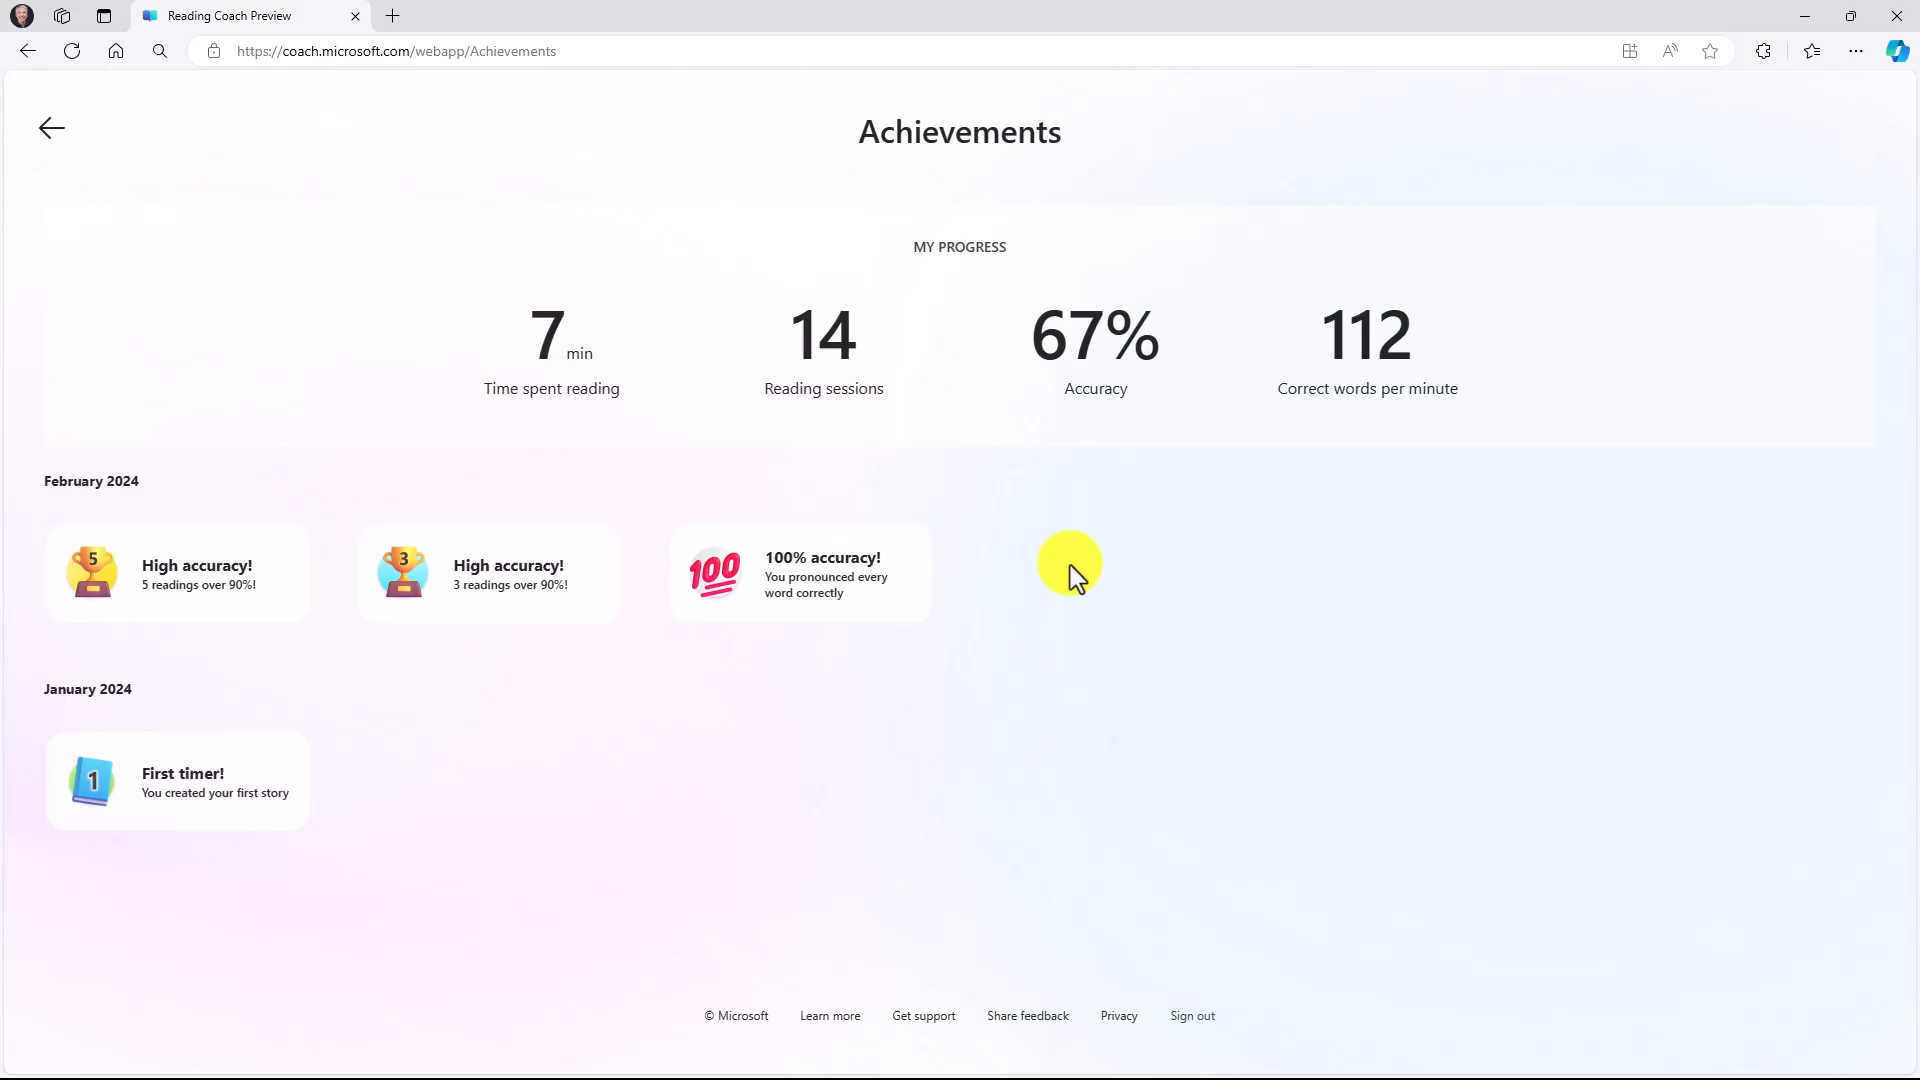 Reading Coach Preview
https://coach.microsoft.com/webapp/Achievements
Achievements
MY PROGRESS
7 min
Time spent reading
14
Reading sessions
67%
Accuracy
112
Correct words per minute
February 2024
5
High accuracy!
5 readings over 90%!
3
High accuracy!
3 readings over 90%!
100
100% accuracy!
You pronounced every
word correctly
January 2024
1
First timer!
You created your first story
© Microsoft Learn more Get support Share feedback Privacy Sign out